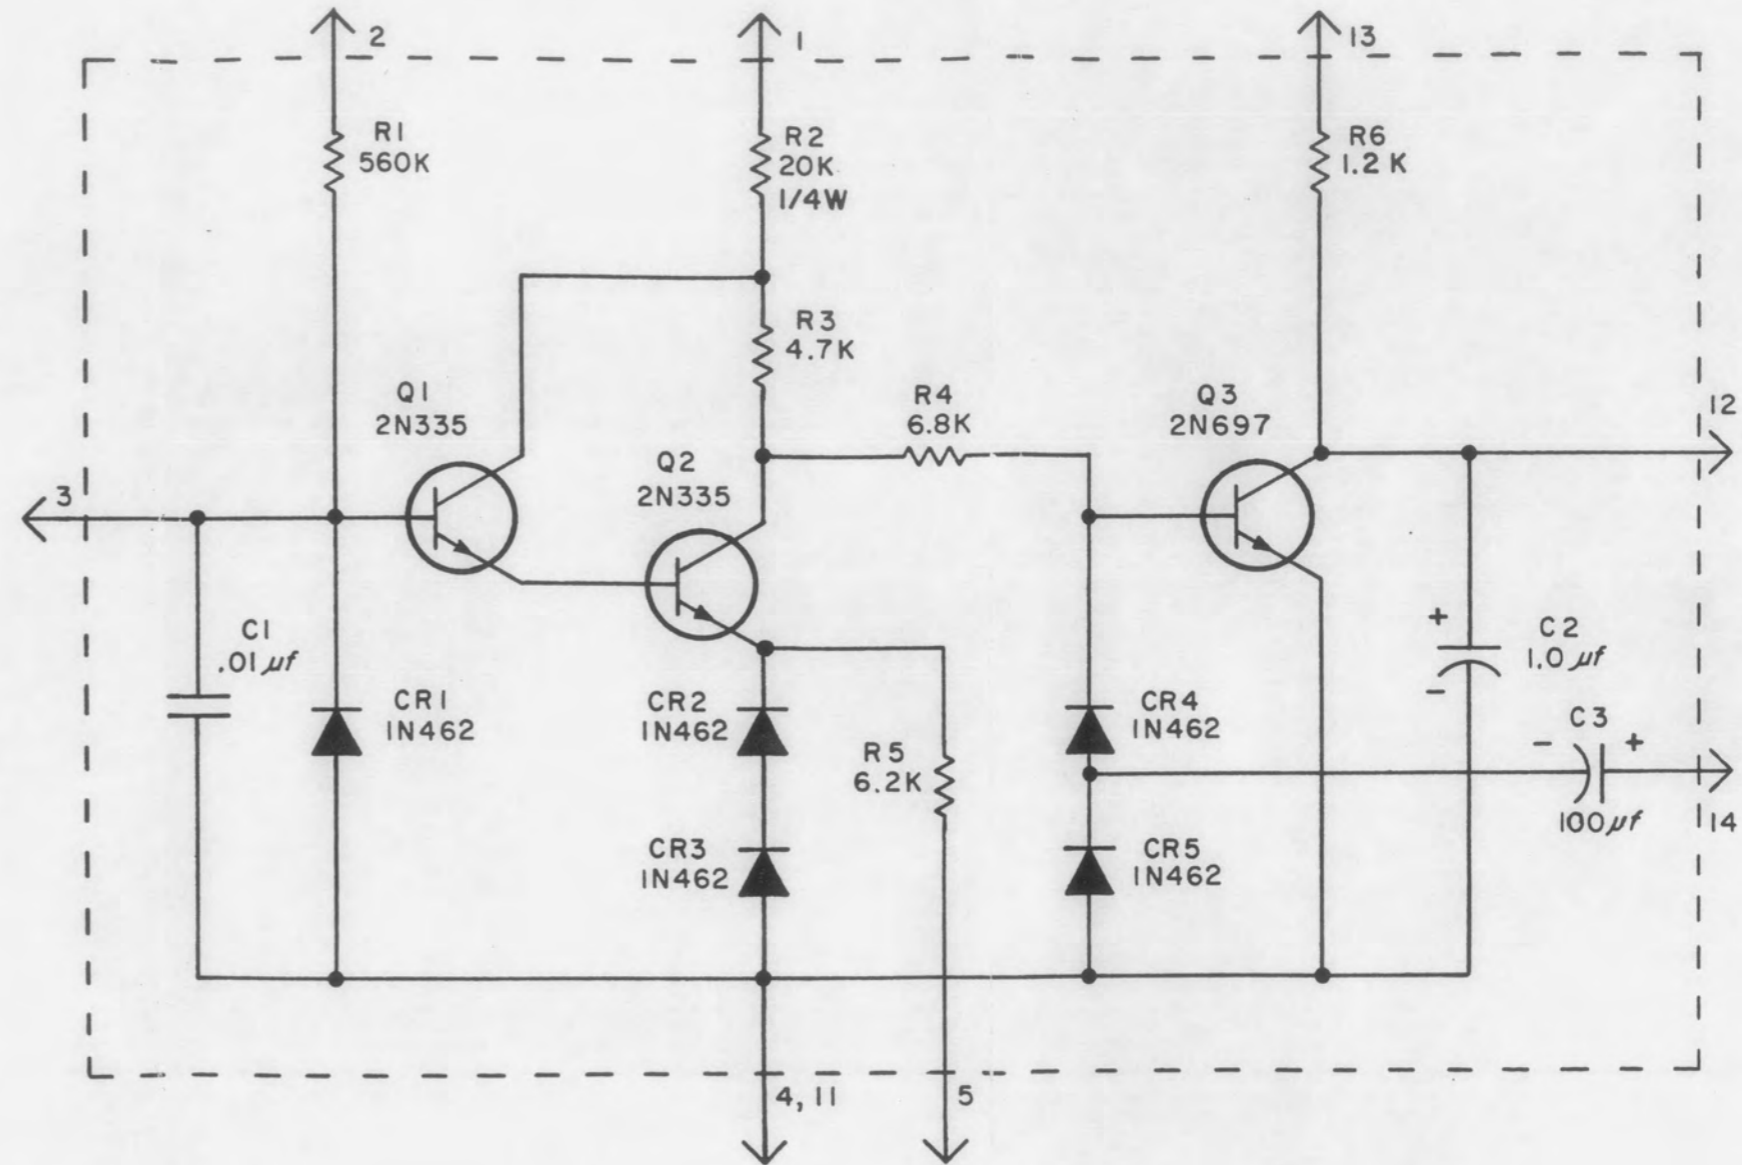 2
1
13
R1
560K
R2
20K
1/4W
R6
1.2 K
R3
4.7K
Q1
2N335
R4
6.8K
Q3
2N697
12
Q2
2N335
3
C1
.01 µf
+
C2
1.0 µf
-
CR1
1N462
CR2
1N462
CR4
1N462
C3
- +
R5
6.2K
100 µf
14
CR3
1N462
CR5
1N462
4, 11
5